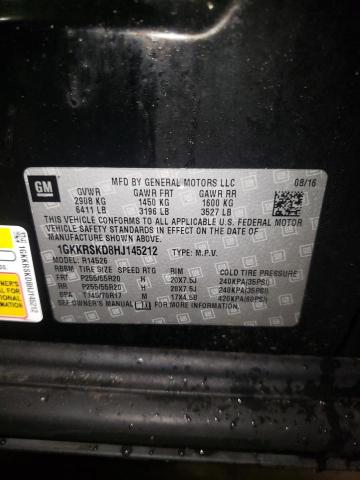 GM
MFD BY GENERAL MOTORS LLC 08/16
GVWR GAWR FRT GAWR RR
2908 KG 1450 KG 1600 KG
6411 LB 3196 LB 3527 LB
THIS VEHICLE CONFORMS TO ALL APPLICABLE U.S. FEDERAL MOTOR
VEHICLE SAFETY STANDARDS IN EFFECT ON THE DATE OF MANUFACTURE
SHOWN ABOVE.
1GKKRSKD8HJ145212 TYPE: M.P.V.
MODEL: R14526
TIRE SIZE SPEED RTG RIM COLD TIRE PRESSURE
FRT P255/55R20 H 20X7.5J 240KPA(35PSI)
RR P255/55R20 H 20X7.5J 240KPA(35PSI)
SPA T145/70R17 M 17X4.5B 420KPA(60PSI)
SEE OWNER'S MANUAL FOR MORE INFORMATION.
1GKKRSKD8HJ145212